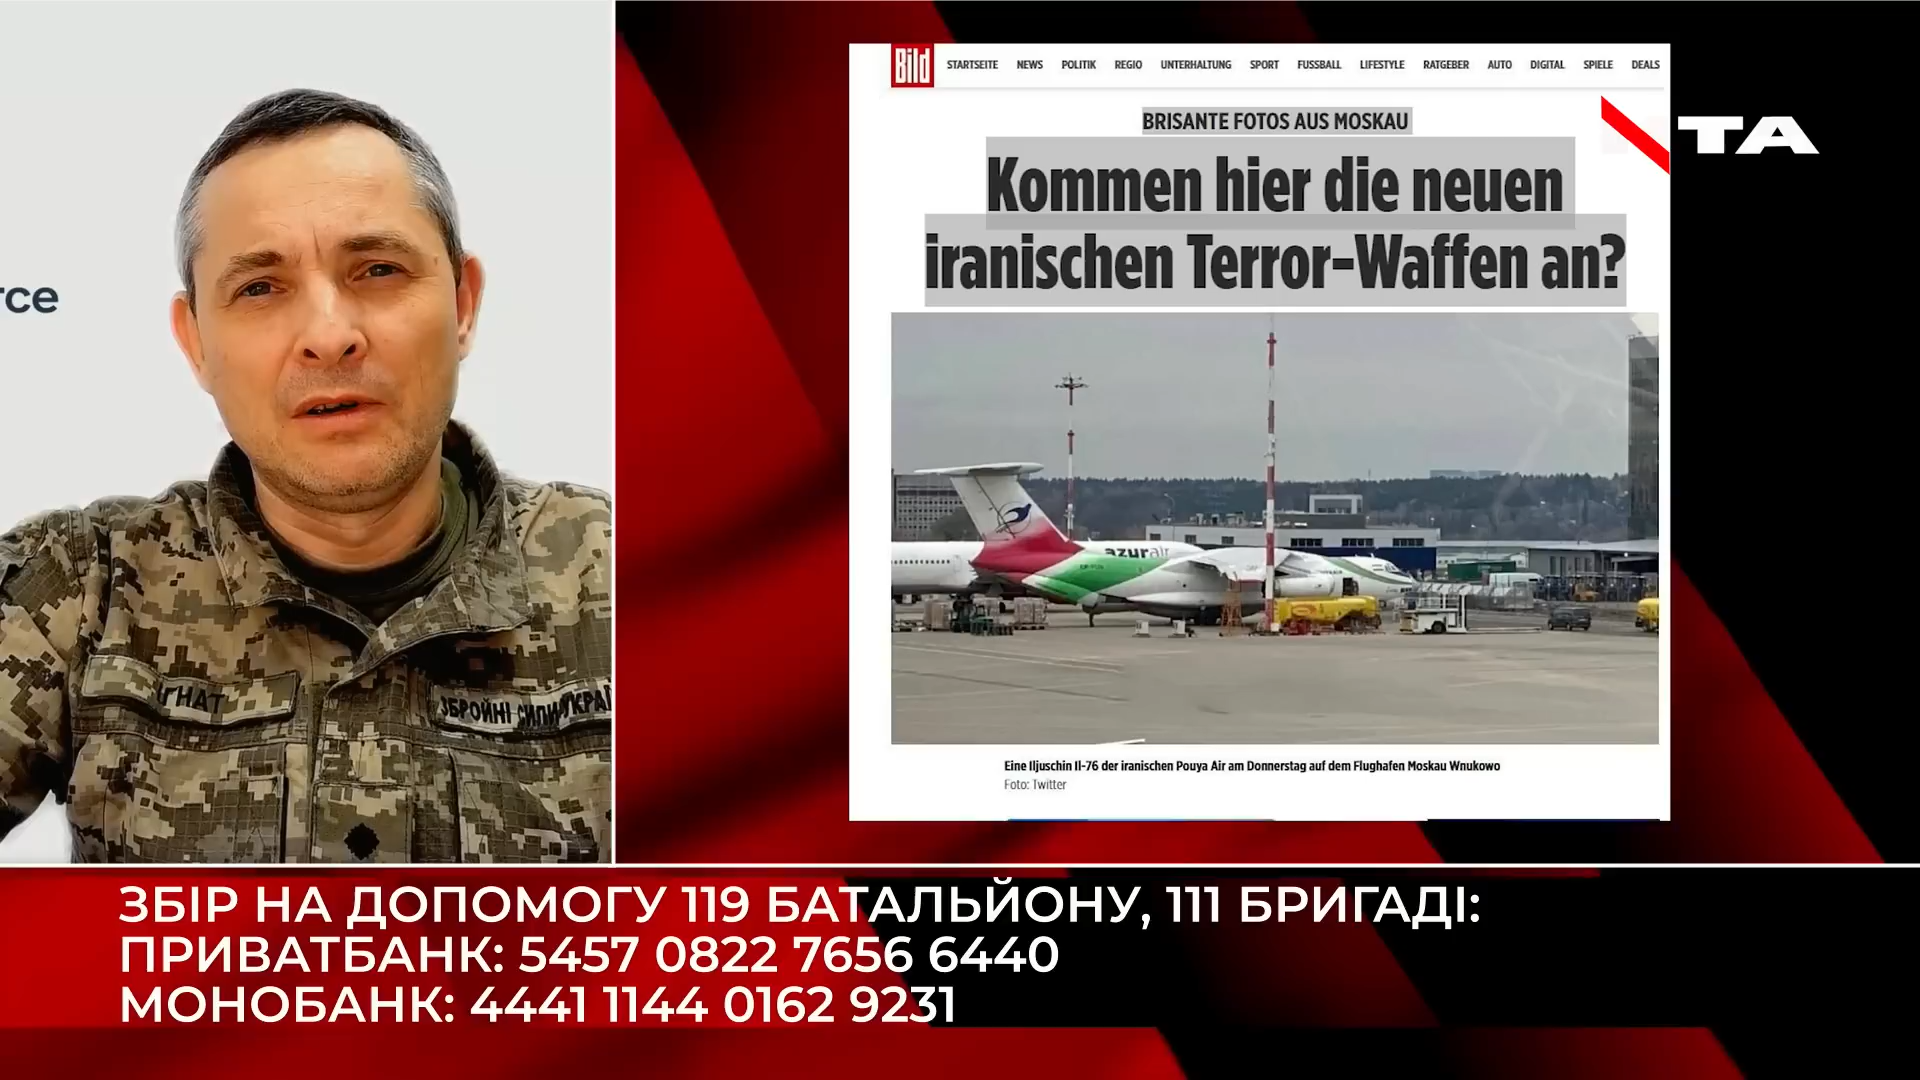 rce
ІГНАТ
ЗБРОЙНІ СИЛИ УКРАЇ
Bild
STARTSEITE NEWS POLITIK REGIO UNTERHALTUNG SPORT FUSSBALL LIFESTYLE RATGEBER AUTO DIGITAL SPIELE DEALS
BRISANTE FOTOS AUS MOSKAU
Kommen hier die neuen
iranischen Terror-Waffen an?
azurair
Eine Iljuschin Il-76 der iranischen Pouya Air am Donnerstag auf dem Flughafen Moskau Wnukowo
Foto: Twitter
NTA
ЗБІР НА ДОПОМОГУ 119 БАТАЛЬЙОНУ, 111 БРИГАДІ:
ПРИВАТБАНК: 5457 0822 7656 6440
МОНОБАНК: 4441 1144 0162 9231